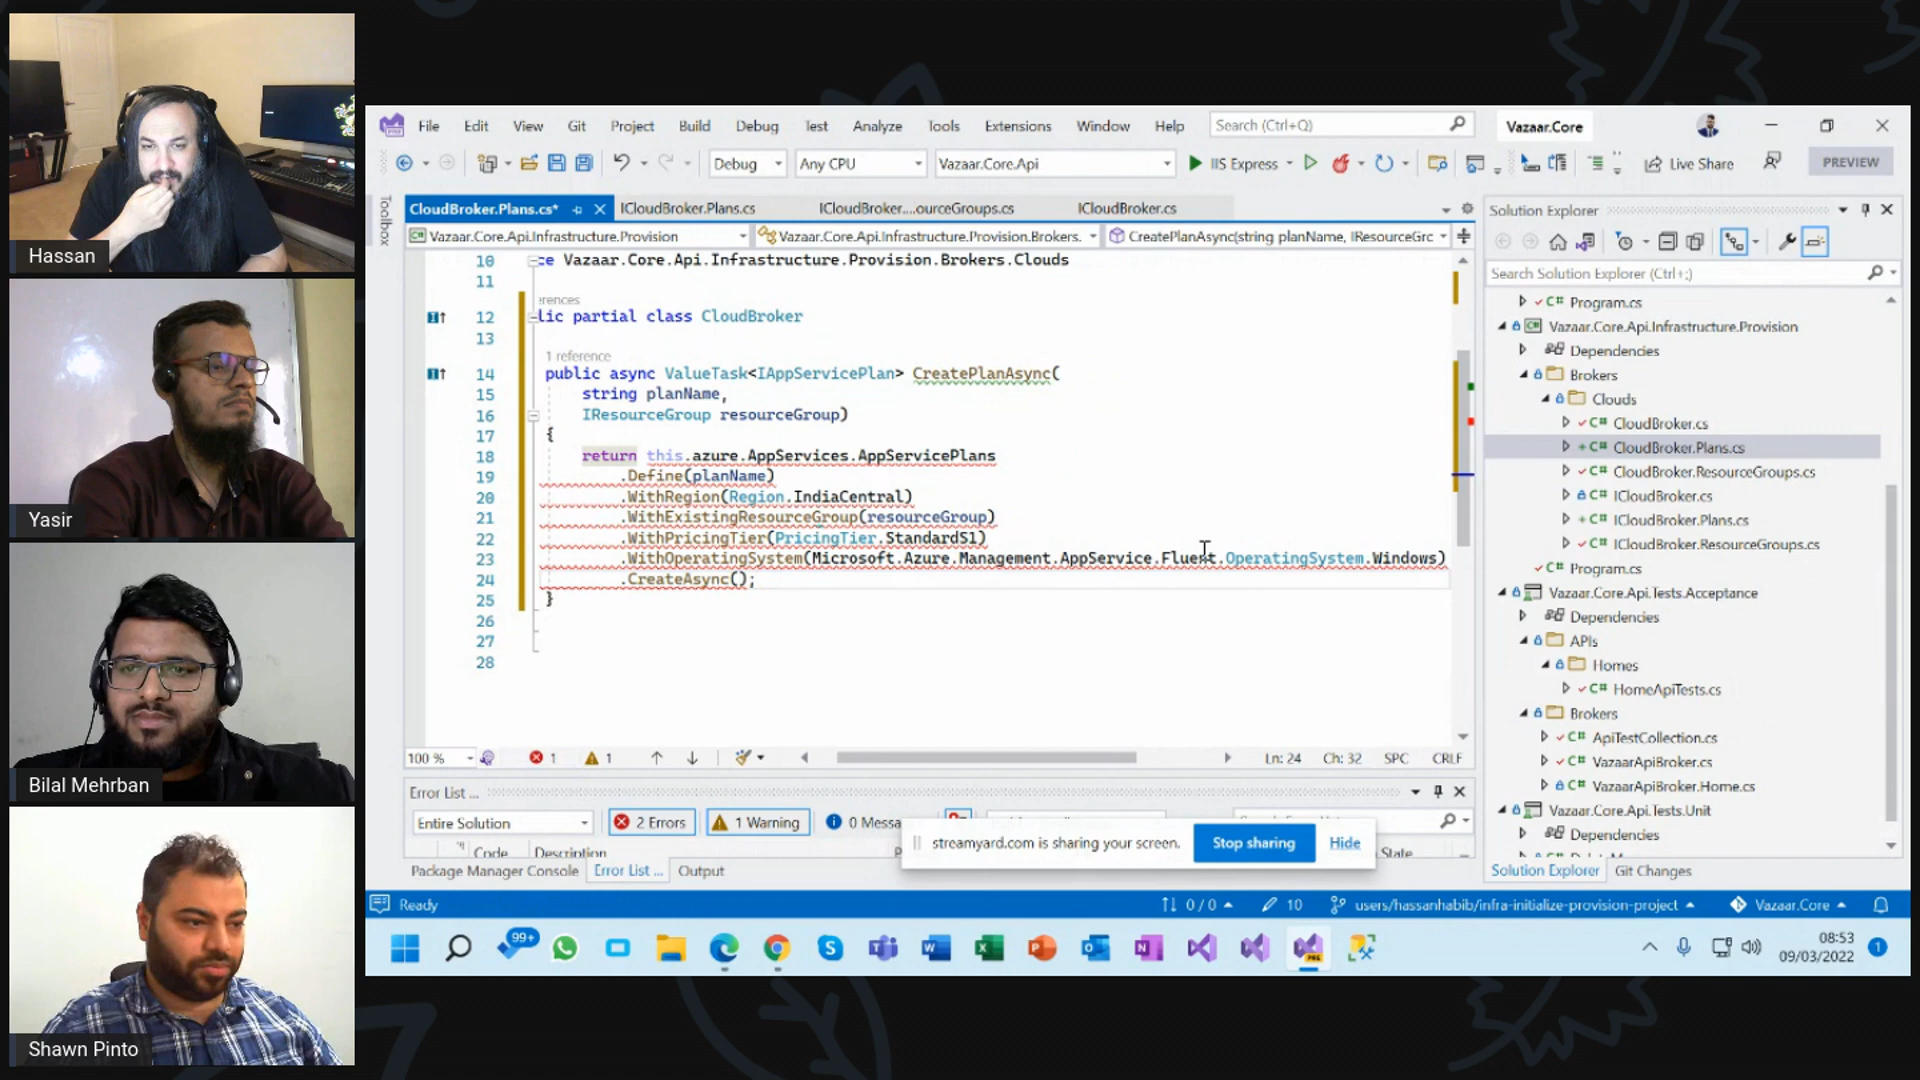 Hassan
Yasir
Bilal Mehrban
Shawn Pinto
File Edit View Git Project Build Debug Test Analyze Tools Extensions Window Help Search (Ctrl+Q) Vazaar.Core
Debug Any CPU Vazaar.Core.Api IIS Express Live Share PREVIEW
Toolbox
CloudBroker.Plans.cs* ICloudBroker.Plans.cs ICloudBroker....ourceGroups.cs ICloudBroker.cs
Vazaar.Core.Api.Infrastructure.Provision Vazaar.Core.Api.Infrastructure.Provision.Brokers. CreatePlanAsync(string planName, IResourceGrc
10 ce Vazaar.Core.Api.Infrastructure.Provision.Brokers.Clouds
11
erences
12 lic partial class CloudBroker
13
1 reference
14 public async ValueTask<IAppServicePlan> CreatePlanAsync(
15 string planName,
16 IResourceGroup resourceGroup)
17 {
18 return this.azure.AppServices.AppServicePlans
19 .Define(planName)
20 .WithRegion(Region.IndiaCentral)
21 .WithExistingResourceGroup(resourceGroup)
22 .WithPricingTier(PricingTier.StandardS1)
23 .WithOperatingSystem(Microsoft.Azure.Management.AppService.Fluent.OperatingSystem.Windows)
24 .CreateAsync();
25 }
26
27
28
100 % 1 1 Ln: 24 Ch: 32 SPC CRLF
Error List ...
Entire Solution 2 Errors 1 Warning 0 Messa
Code Description State
Package Manager Console Error List ... Output
streamyard.com is sharing your screen. Stop sharing Hide
Solution Explorer
Search Solution Explorer (Ctrl+;)
Program.cs
Vazaar.Core.Api.Infrastructure.Provision
Dependencies
Brokers
Clouds
CloudBroker.cs
CloudBroker.Plans.cs
CloudBroker.ResourceGroups.cs
ICloudBroker.cs
ICloudBroker.Plans.cs
ICloudBroker.ResourceGroups.cs
Program.cs
Vazaar.Core.Api.Tests.Acceptance
Dependencies
APIs
Homes
HomeApiTests.cs
Brokers
ApiTestCollection.cs
VazaarApiBroker.cs
VazaarApiBroker.Home.cs
Vazaar.Core.Api.Tests.Unit
Dependencies
Solution Explorer Git Changes
Ready 0 / 0 10 users/hassanhabib/infra-initialize-provision-project Vazaar.Core
99+
08:53
09/03/2022
1